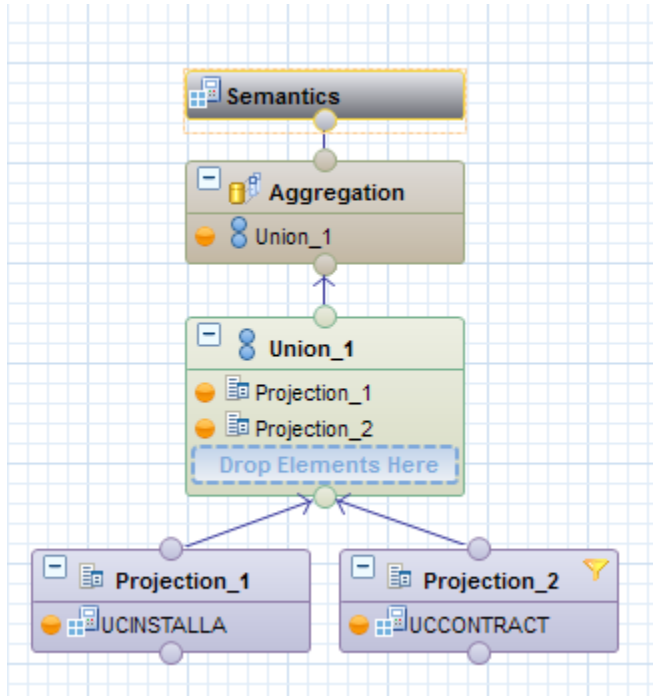 Semantics
Aggregation
Union_1
Union_1
Projection_1
Projection_2
Drop Elements Here
Projection_1
UCINSTALLA
Projection_2
UCCONTRACT